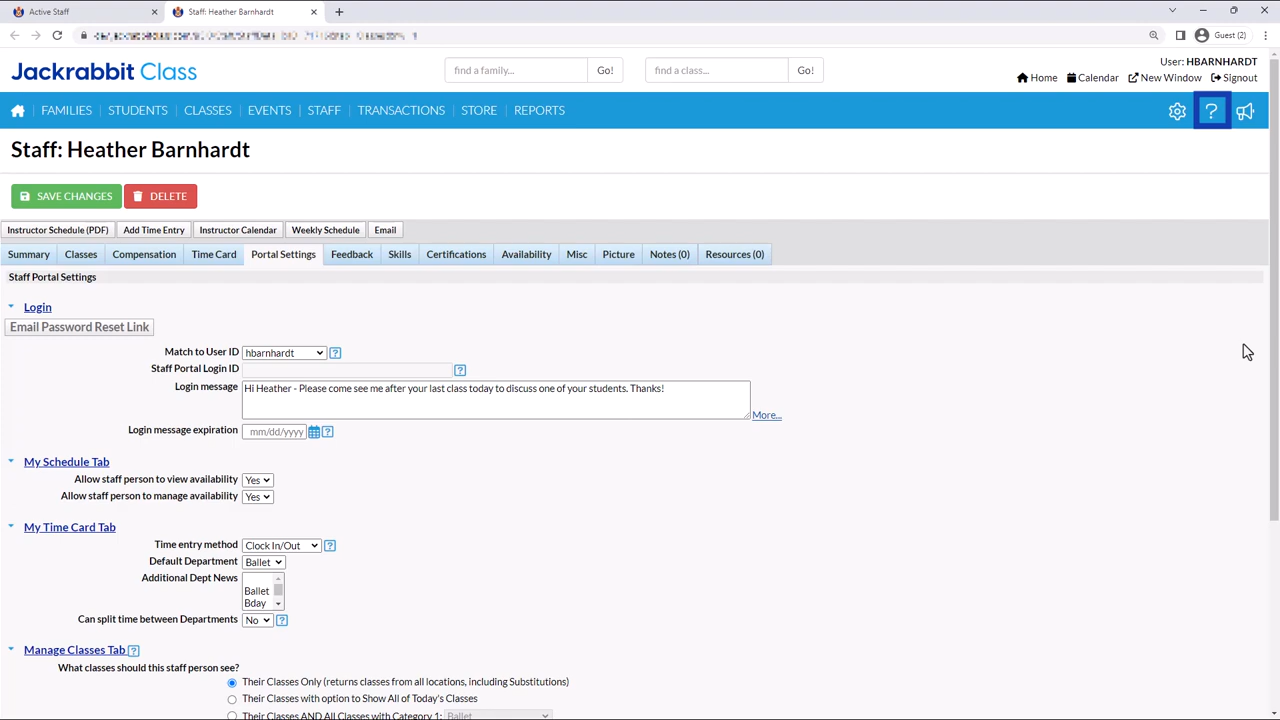 Active Staff
Staff: Heather Barnhardt
Guest (2)
Jackrabbit Class
find a family...
Go!
find a class...
Go!
User: HBARNHARDT
Home
Calendar
New Window
Signout
FAMILIES
STUDENTS
CLASSES
EVENTS
STAFF
TRANSACTIONS
STORE
REPORTS
?
Staff: Heather Barnhardt
SAVE CHANGES
DELETE
Instructor Schedule (PDF)
Add Time Entry
Instructor Calendar
Weekly Schedule
Email
Summary
Classes
Compensation
Time Card
Portal Settings
Feedback
Skills
Certifications
Availability
Misc
Picture
Notes (0)
Resources (0)
Staff Portal Settings
Login
Email Password Reset Link
Match to User ID hbarnhardt ?
Staff Portal Login ID ?
Login message Hi Heather - Please come see me after your last class today to discuss one of your students. Thanks!
More...
Login message expiration mm/dd/yyyy ?
My Schedule Tab
Allow staff person to view availability Yes
Allow staff person to manage availability Yes
My Time Card Tab
Time entry method Clock In/Out ?
Default Department Ballet
Additional Dept News
Ballet
Bday
Can split time between Departments No ?
Manage Classes Tab ?
What classes should this staff person see?
Their Classes Only (returns classes from all locations, including Substitutions)
Their Classes with option to Show All of Today's Classes
Their Classes AND All Classes with Category 1: Ballet